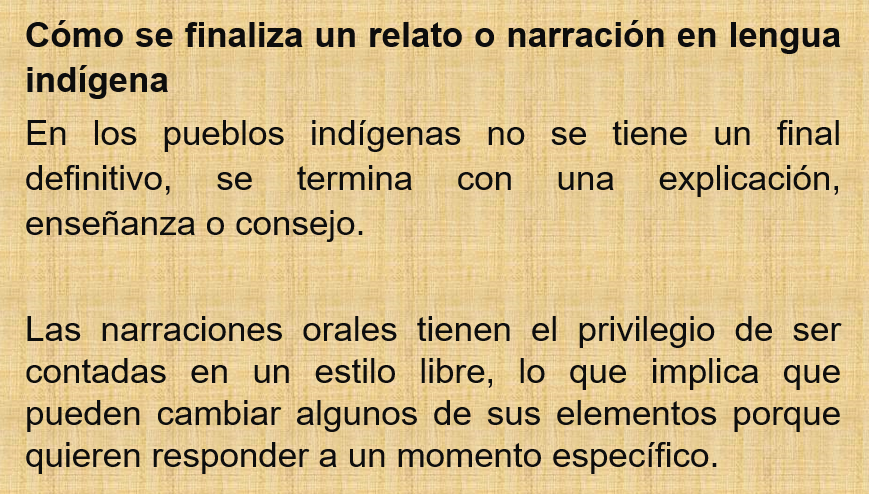 Cómo se finaliza un relato o narración en lengua
indígena
En los pueblos indígenas no se tiene un final
definitivo, se termina con una explicación,
enseñanza o consejo.
Las narraciones orales tienen el privilegio de ser
contadas en un estilo libre, lo que implica que
pueden cambiar algunos de sus elementos porque
quieren responder a un momento específico.